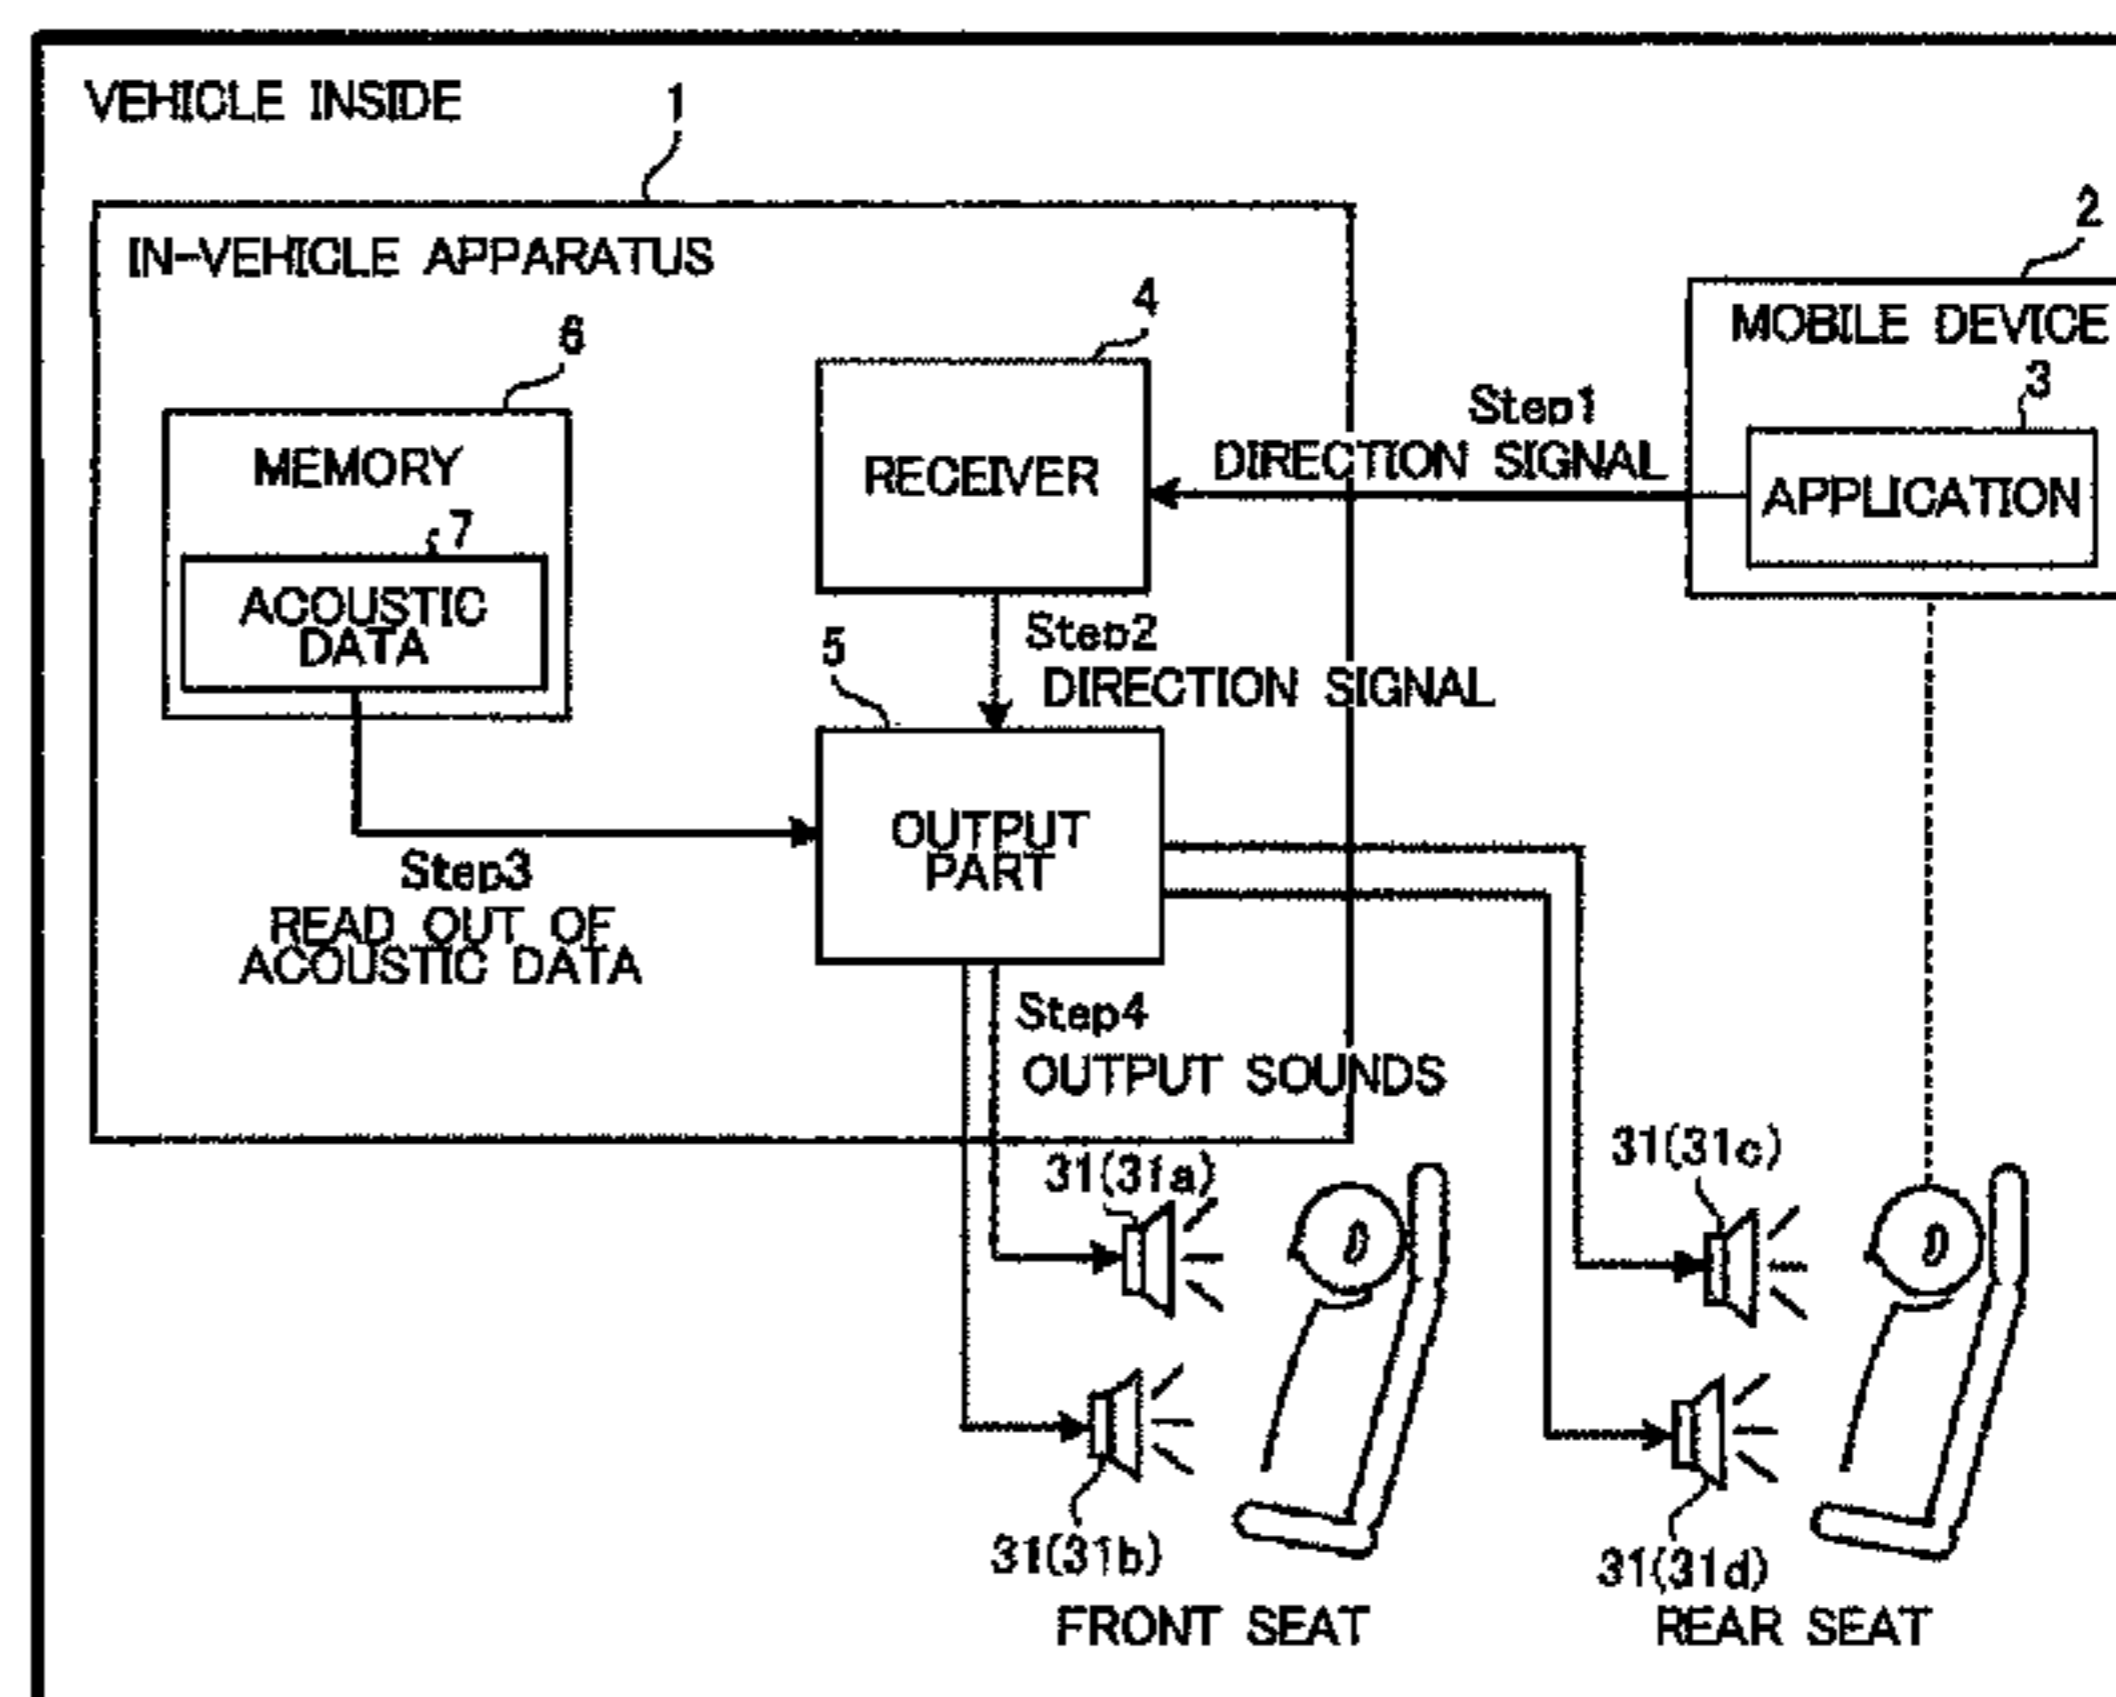 VEHICLE INSIDE
1
IN-VEHICLE APPARATUS
2
MOBILE DEVICE
3
APPLICATION
4
RECEIVER
Step1
DIRECTION SIGNAL
6
MEMORY
7
ACOUSTIC
DATA
Step2
DIRECTION SIGNAL
5
OUTPUT
PART
Step3
READ OUT OF
ACOUSTIC DATA
Step4
OUTPUT SOUNDS
31(31a)
31(31c)
31(31b)
31(31d)
FRONT SEAT
REAR SEAT